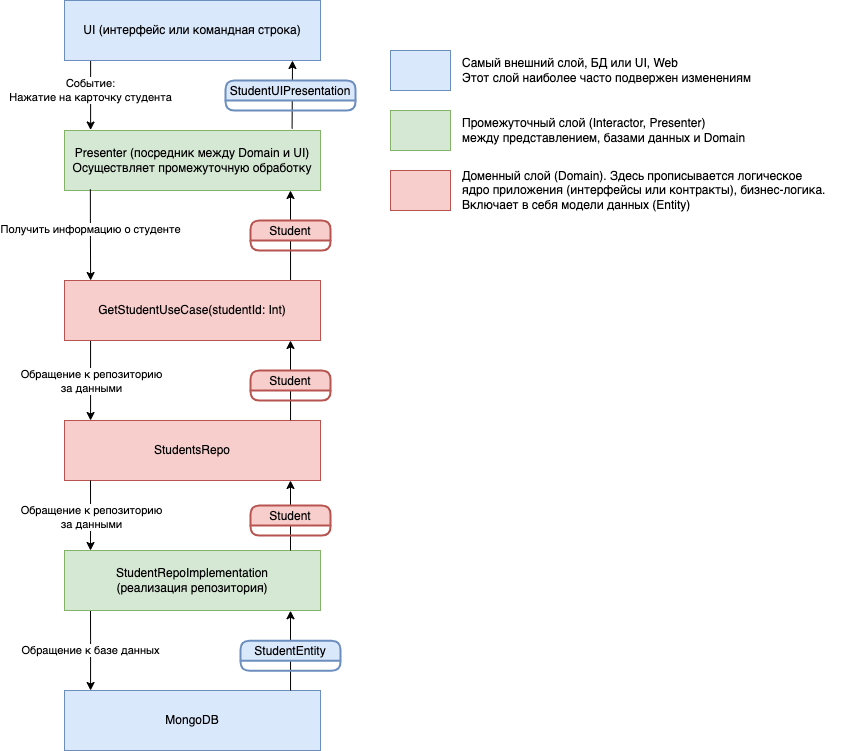 UI (интерфейс или командная строка)
Событие:
Нажатие на карточку студента
StudentUIPresentation
Presenter (посредник между Domain и UI)
Осуществляет промежуточную обработку
Получить информацию о студенте
Student
GetStudentUseCase(studentId: Int)
Обращение к репозиторию
за данными
Student
StudentsRepo
Обращение к репозиторию
за данными
Student
StudentRepoImplementation
(реализация репозитория)
Обращение к базе данных
StudentEntity
MongoDB
Самый внешний слой, БД или UI, Web
Этот слой наиболее часто подвержен изменениям
Промежуточный слой (Interactor, Presenter)
между представлением, базами данных и Domain
Доменный слой (Domain). Здесь прописывается логическое
ядро приложения (интерфейсы или контракты), бизнес-логика.
Включает в себя модели данных (Entity)